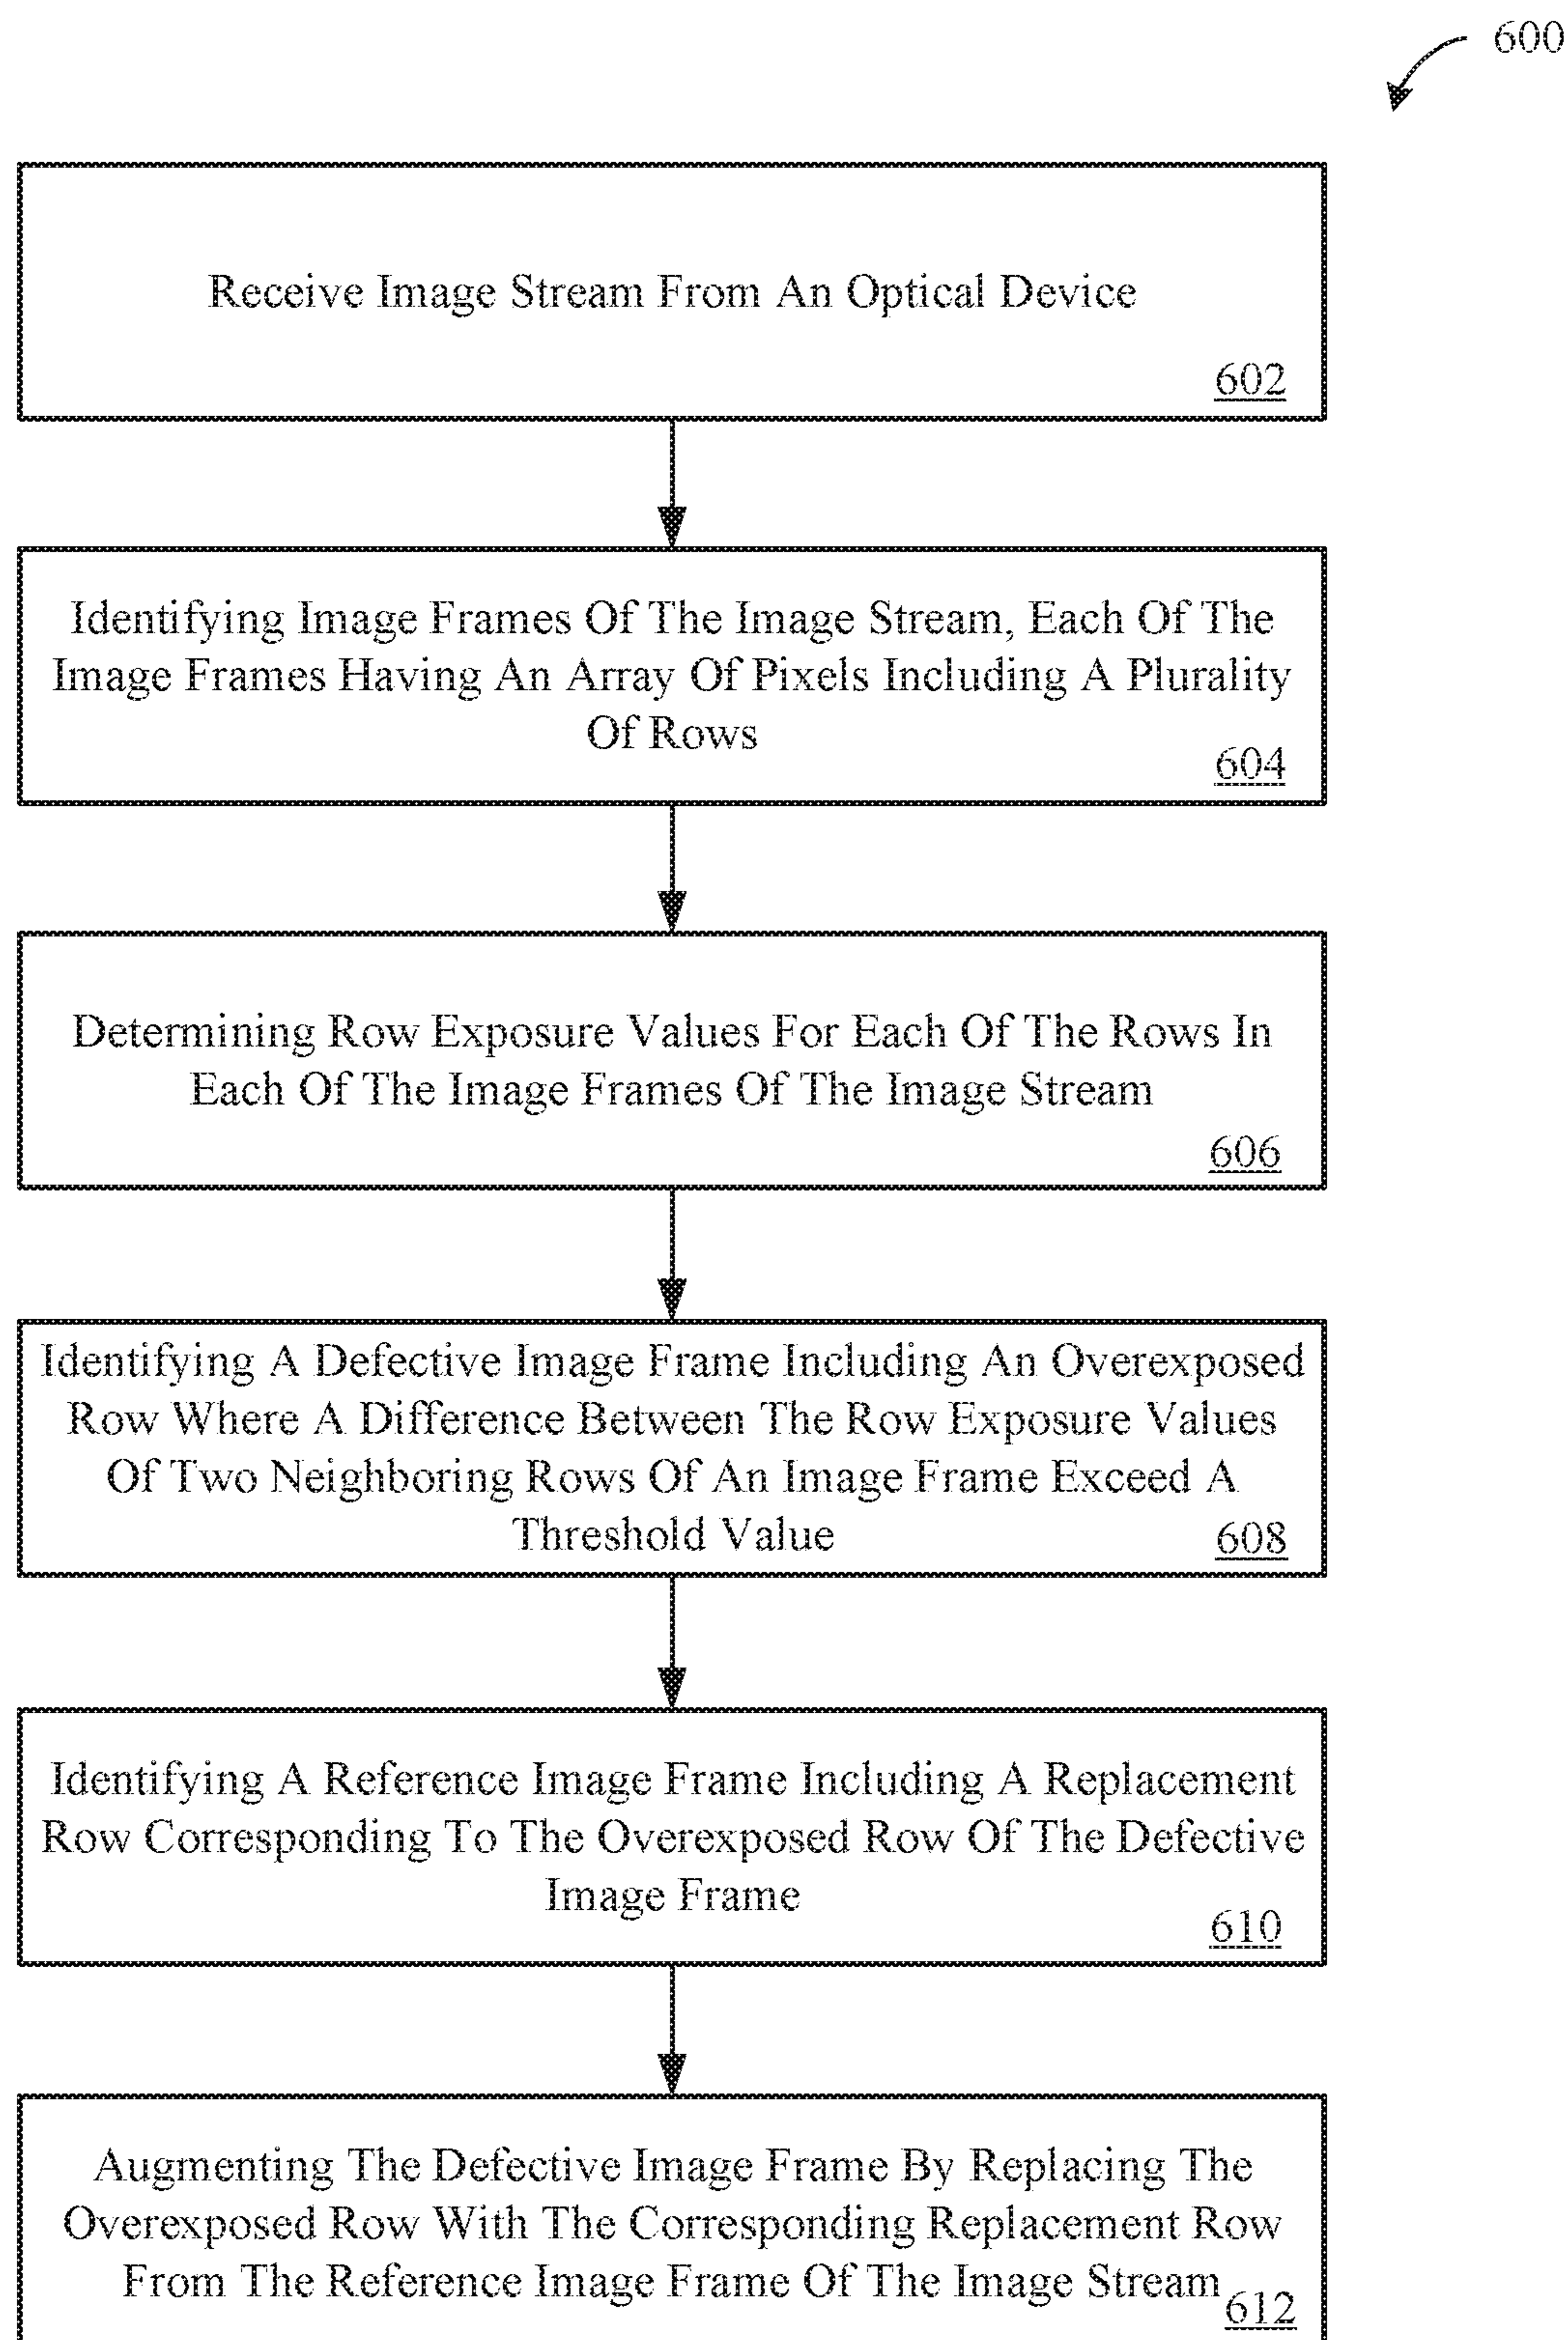 600
Receive Image Stream From An Optical Device
602
Identifying Image Frames Of The Image Stream, Each Of The
Image Frames Having An Array Of Pixels Including A Plurality
Of Rows
604
Determining Row Exposure Values For Each Of The Rows In
Each Of The Image Frames Of The Image Stream
606
Identifying A Defective Image Frame Including An Overexposed
Row Where A Difference Between The Row Exposure Values
Of Two Neighboring Rows Of An Image Frame Exceed A
Threshold Value
608
Identifying A Reference Image Frame Including A Replacement
Row Corresponding To The Overexposed Row Of The Defective
Image Frame
610
Augmenting The Defective Image Frame By Replacing The
Overexposed Row With The Corresponding Replacement Row
From The Reference Image Frame Of The Image Stream
612